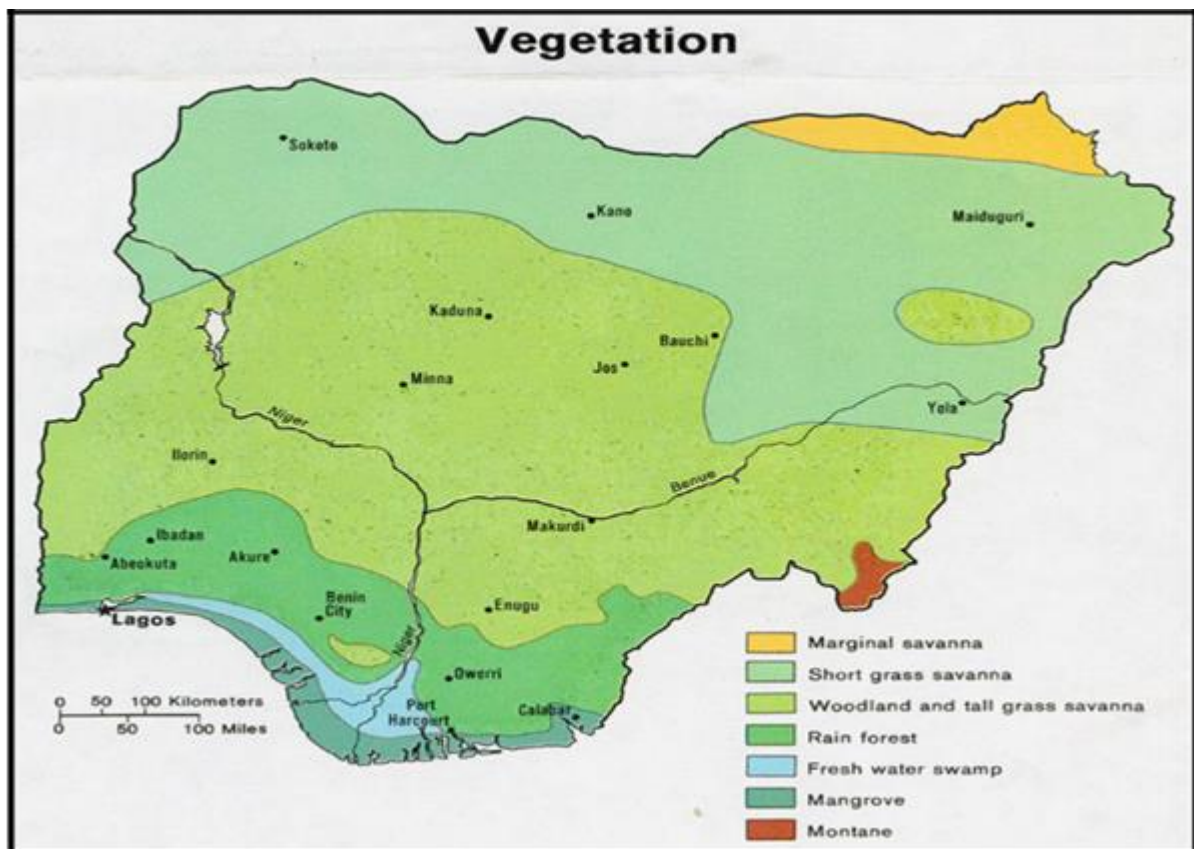 Vegetation
Sokoto
Kano
Maiduguri
Kaduna
Bauchi
Jos
Minna
Yola
Niger
Ilorin
Benue
Makurdi
Ibadan
Akure
Abeokuta
Benin
City
Enugu
Lagos
Niger
Owerri
Port
Harcourt
Calabar
0 50 100 Kilometers
0 50 100 Miles
Marginal savanna
Short grass savanna
Woodland and tall grass savanna
Rain forest
Fresh water swamp
Mangrove
Montane